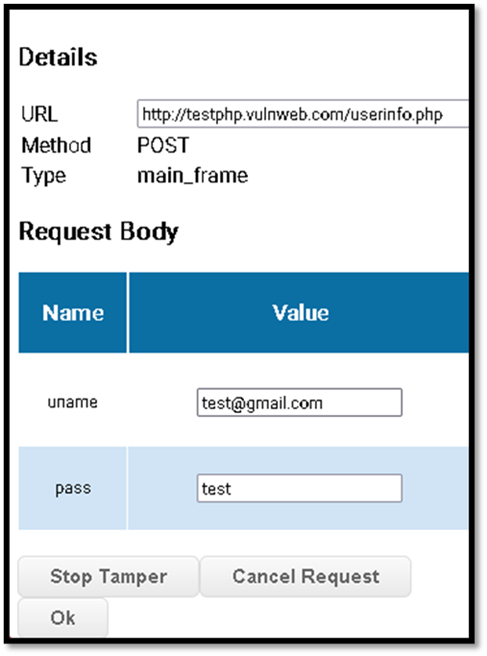 Details
URL http://testphp.vulnweb.com/userinfo.php
Method POST
Type main_frame
Request Body
Name Value
uname test@gmail.com
pass test
Stop Tamper Cancel Request
Ok